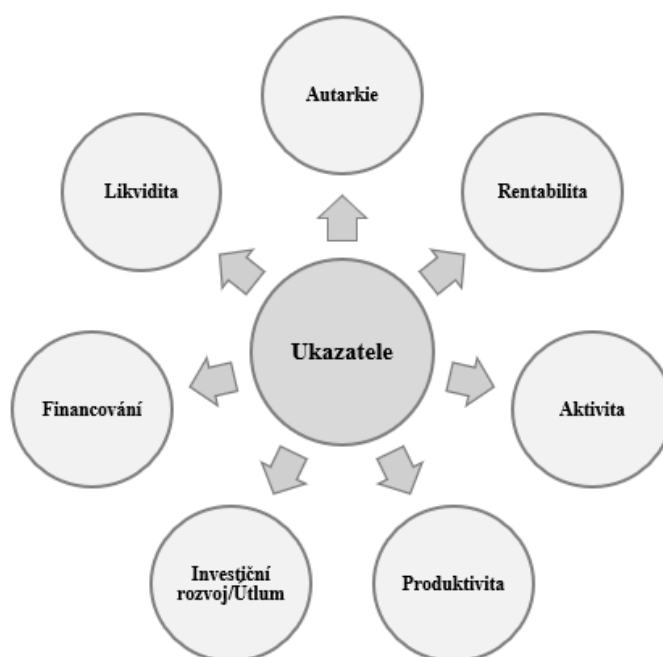 Autarkie
Likvidita
Rentabilita
Ukazatele
Financování
Aktivita
Investiční
rozvoj/Útlum
Produktivita